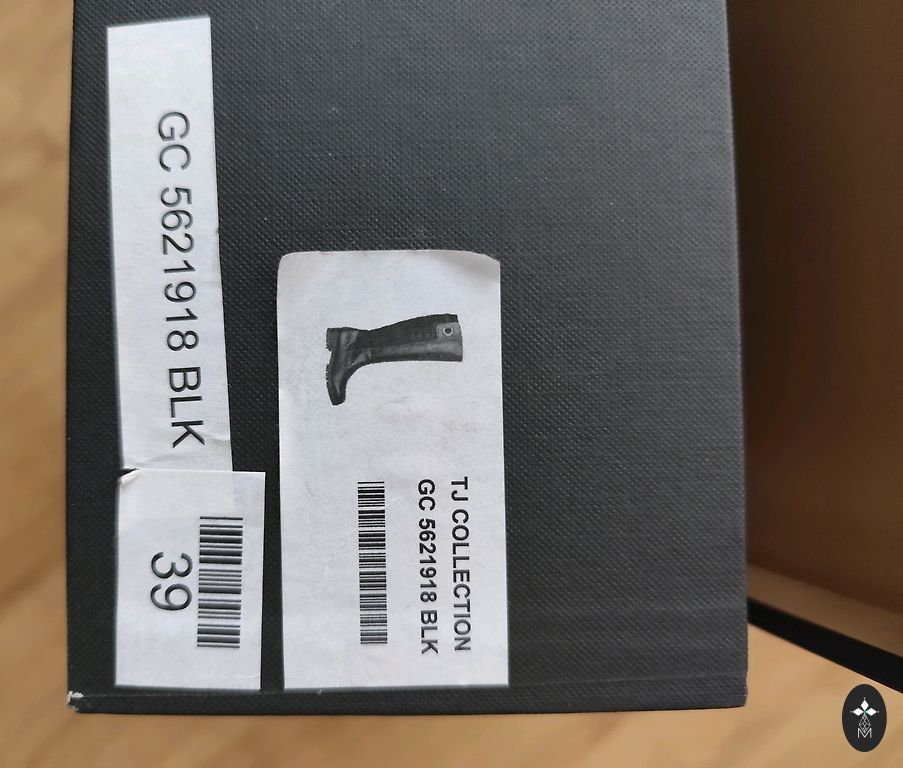 GC 5621918 BLK
39
TJ COLLECTION
GC 5621918 BLK
M